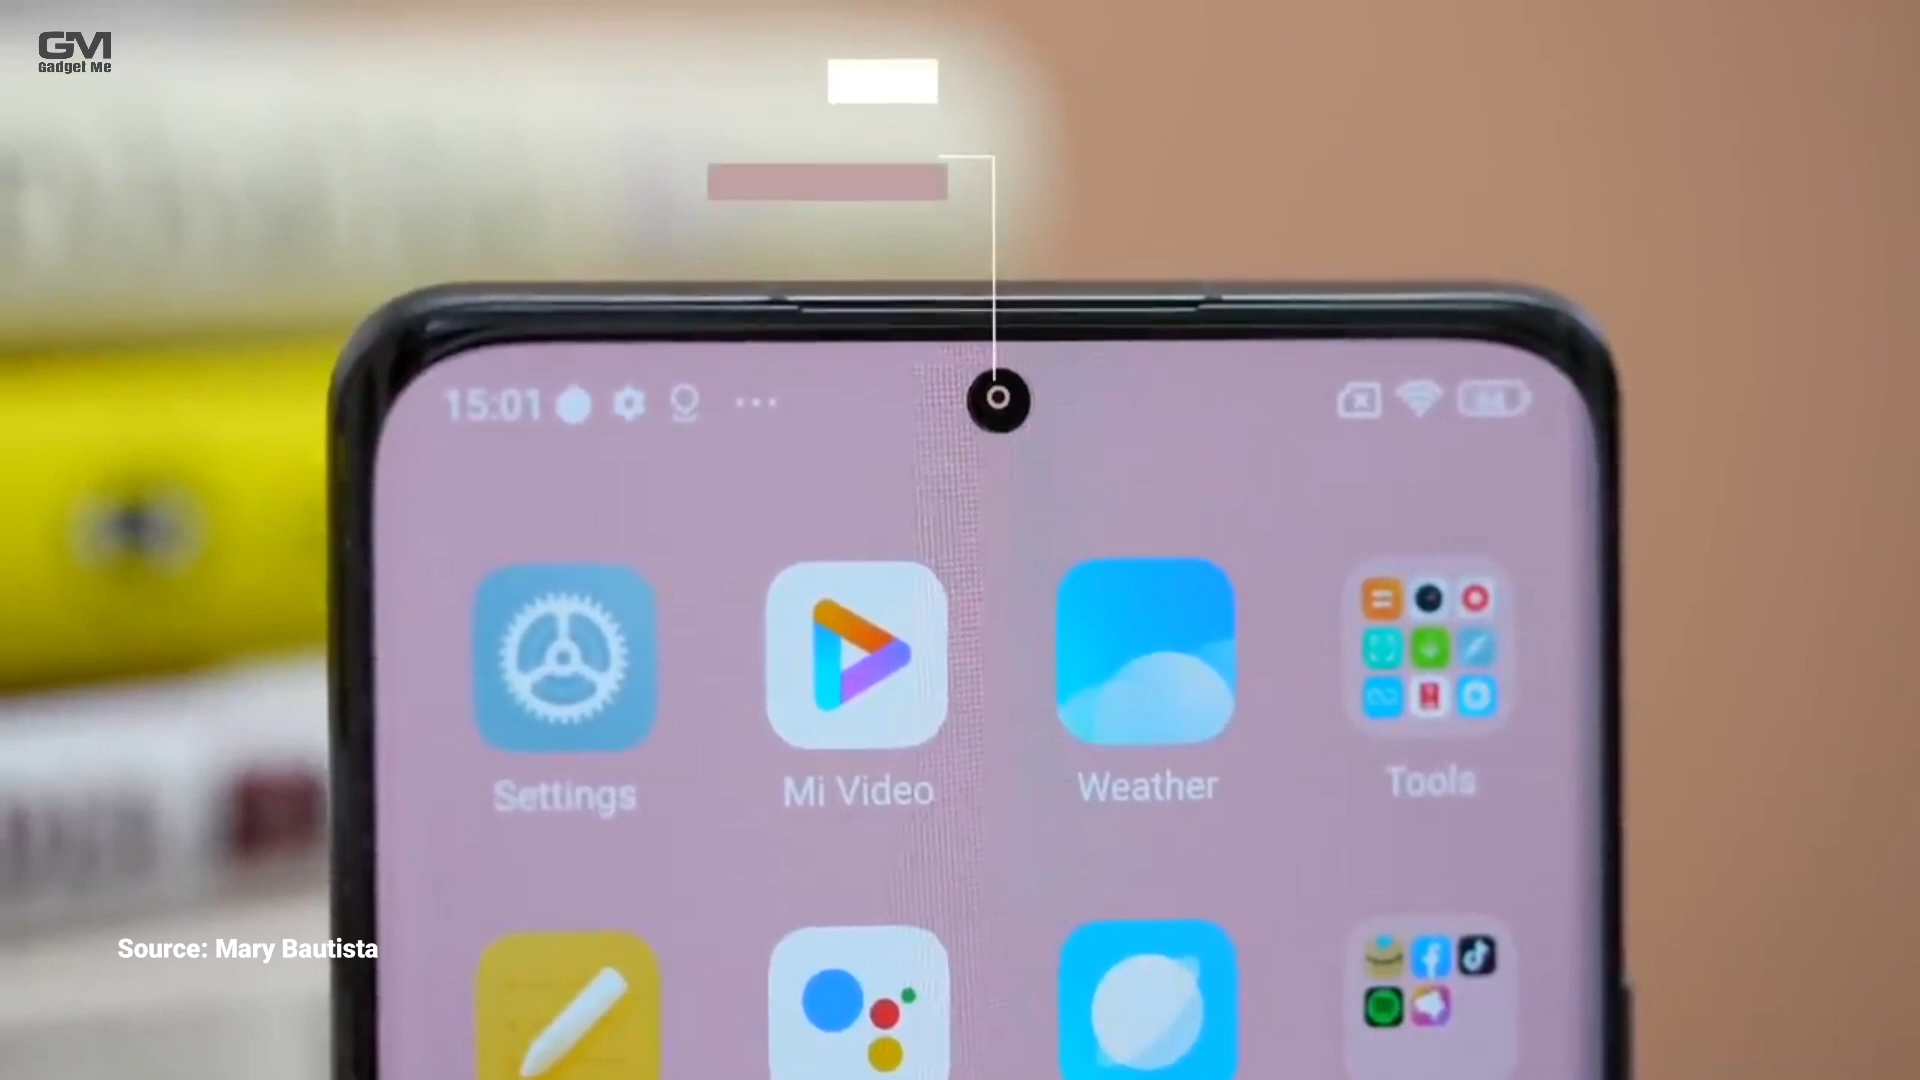 GM
Gadget Me
15:01
Settings
Mi Video
Weather
Tools
Source: Mary Bautista